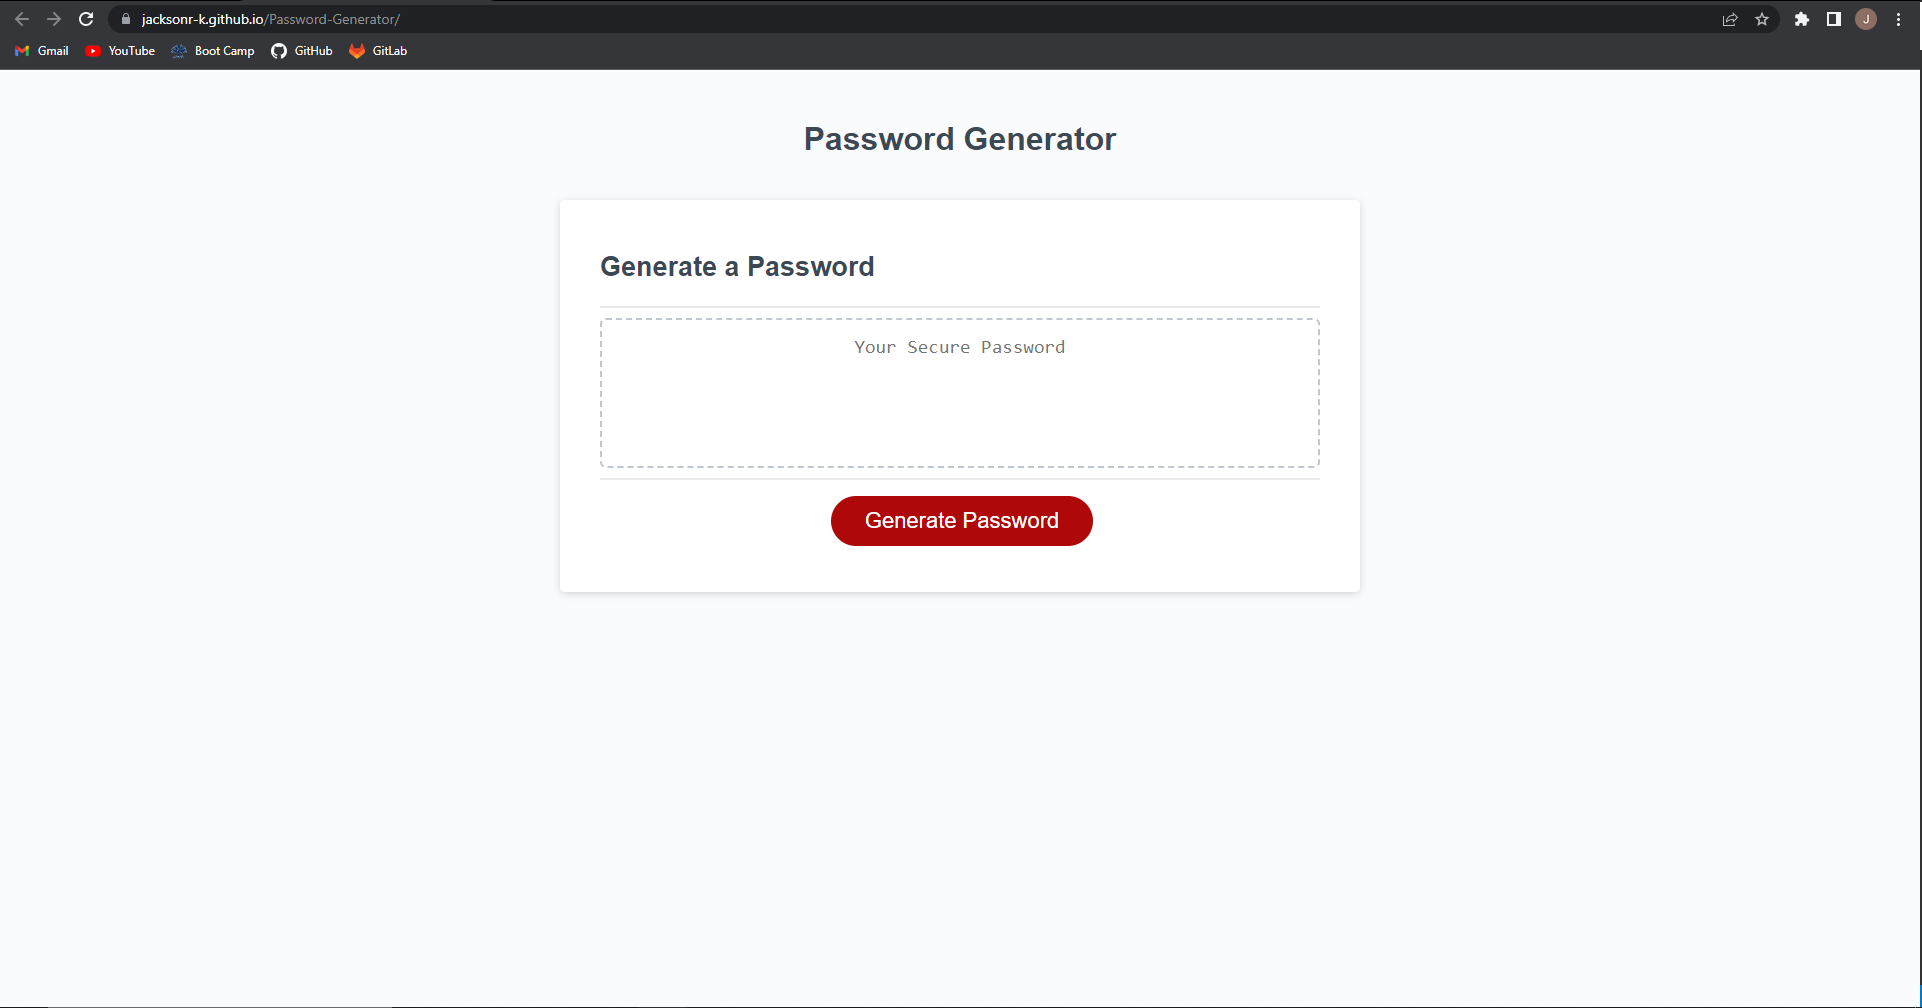 jacksonr-k.github.io/Password-Generator/
J
Gmail YouTube Boot Camp GitHub GitLab
Password Generator
Generate a Password
Your Secure Password
Generate Password